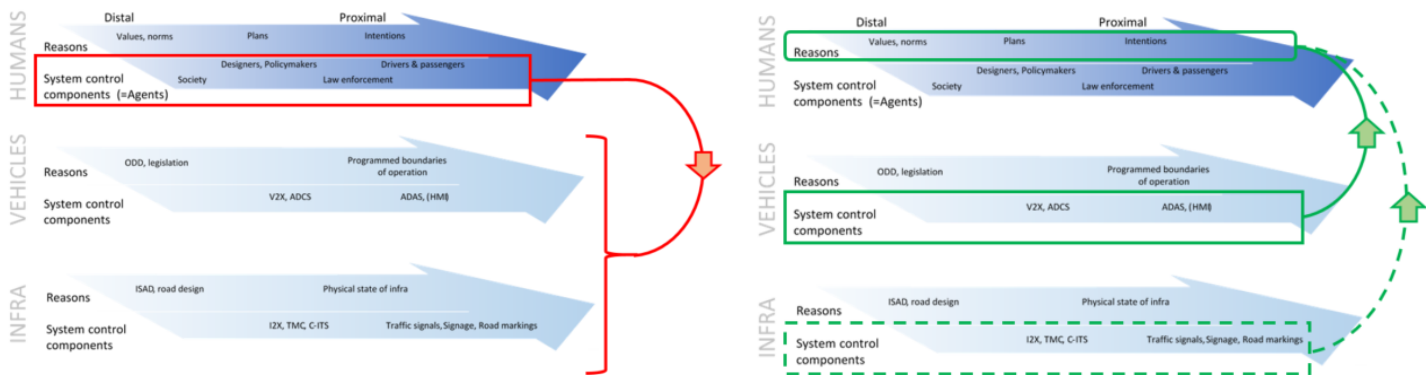 Distal Proximal
HUMANS
Values, norms Plans Intentions
Reasons
Designers, Policymakers Drivers & passengers
System control
Society Law enforcement
components (=Agents)
VEHICLES
ODD, legislation Programmed boundaries
of operation
Reasons
V2X, ADCS ADAS, (HMI)
System control
components
INFRA
ISAD, road design Physical state of infra
Reasons
I2X, TMC, C-ITS Traffic signals, Signage, Road markings
System control
components
Distal Proximal
HUMANS
Values, norms Plans Intentions
Reasons
Designers, Policymakers Drivers & passengers
System control
Society Law enforcement
components (=Agents)
VEHICLES
ODD, legislation Programmed boundaries
of operation
Reasons
V2X, ADCS ADAS, (HMI)
System control
components
INFRA
ISAD, road design Physical state of infra
Reasons
I2X, TMC, C-ITS Traffic signals, Signage, Road markings
System control
components